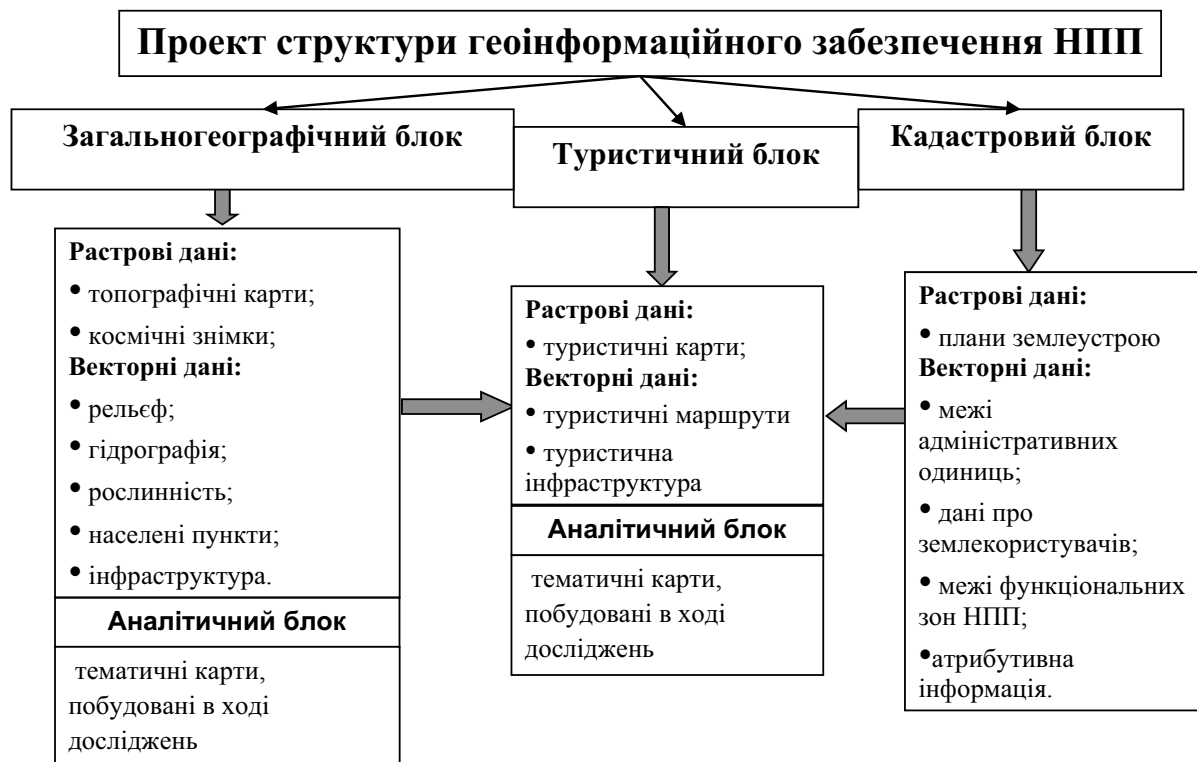 Проект структури геоінформаційного забезпечення НПП
Загальногеографічний блок
Туристичний блок
Кадастровий блок
Растрові дані:
• топографічні карти;
• космічні знімки;
Векторні дані:
• рельєф;
• гідрографія;
• рослинність;
• населені пункти;
• інфраструктура.
Аналітичний блок
тематичні карти,
побудовані в ході
досліджень
Растрові дані:
• туристичні карти;
Векторні дані:
• туристичні маршрути
• туристична
інфраструктура
Аналітичний блок
тематичні карти,
побудовані в ході
досліджень
Растрові дані:
• плани землеустрою
Векторні дані:
• межі
адміністративних
одиниць;
• дані про
землекористувачів;
• межі функціональних
зон НПП;
•атрибутивна
інформація.